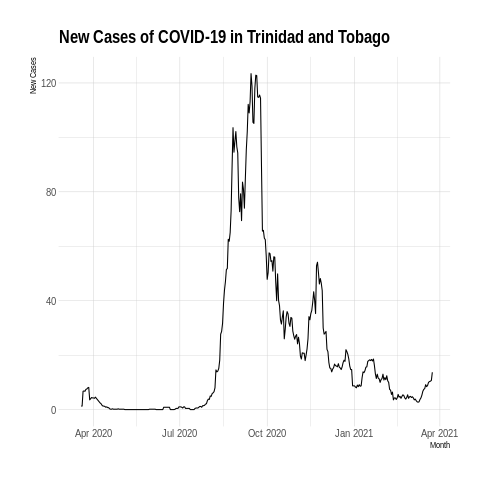 New Cases of COVID-19 in Trinidad and Tobago
New Cases
120
80
40
0
Apr 2020 Jul 2020 Oct 2020 Jan 2021 Apr 2021
Month